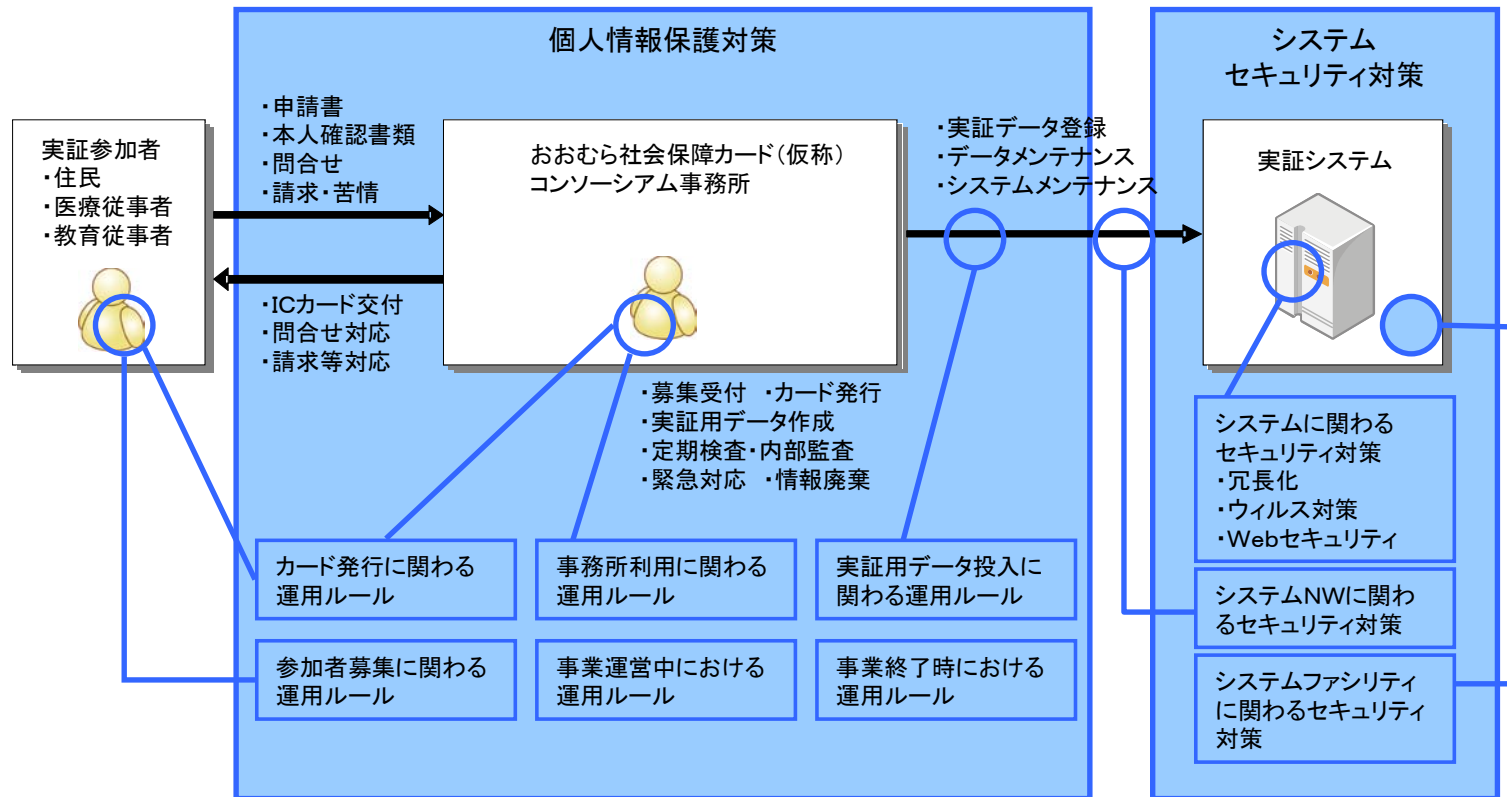 個人情報保護対策
システム
セキュリティ対策
・申請書
・本人確認書類
・問合せ
・請求・苦情
実証参加者
・住民
・医療従事者
・教育従事者
おおむら社会保障カード（仮称）
コンソーシアム事務所
・実証データ登録
・データメンテナンス
・システムメンテナンス
実証システム
・ICカード交付
・問合せ対応
・請求等対応
・募集受付　・カード発行
・実証用データ作成
・定期検査・内部監査
・緊急対応　・情報廃棄
システムに関わる
セキュリティ対策
・冗長化
・ウィルス対策
・Webセキュリティ
カード発行に関わる
運用ルール
事務所利用に関わる
運用ルール
実証用データ投入に
関わる運用ルール
システムNWに関わ
るセキュリティ対策
参加者募集に関わる
運用ルール
事業運営中における
運用ルール
事業終了時における
運用ルール
システムファシリティ
に関わるセキュリティ
対策